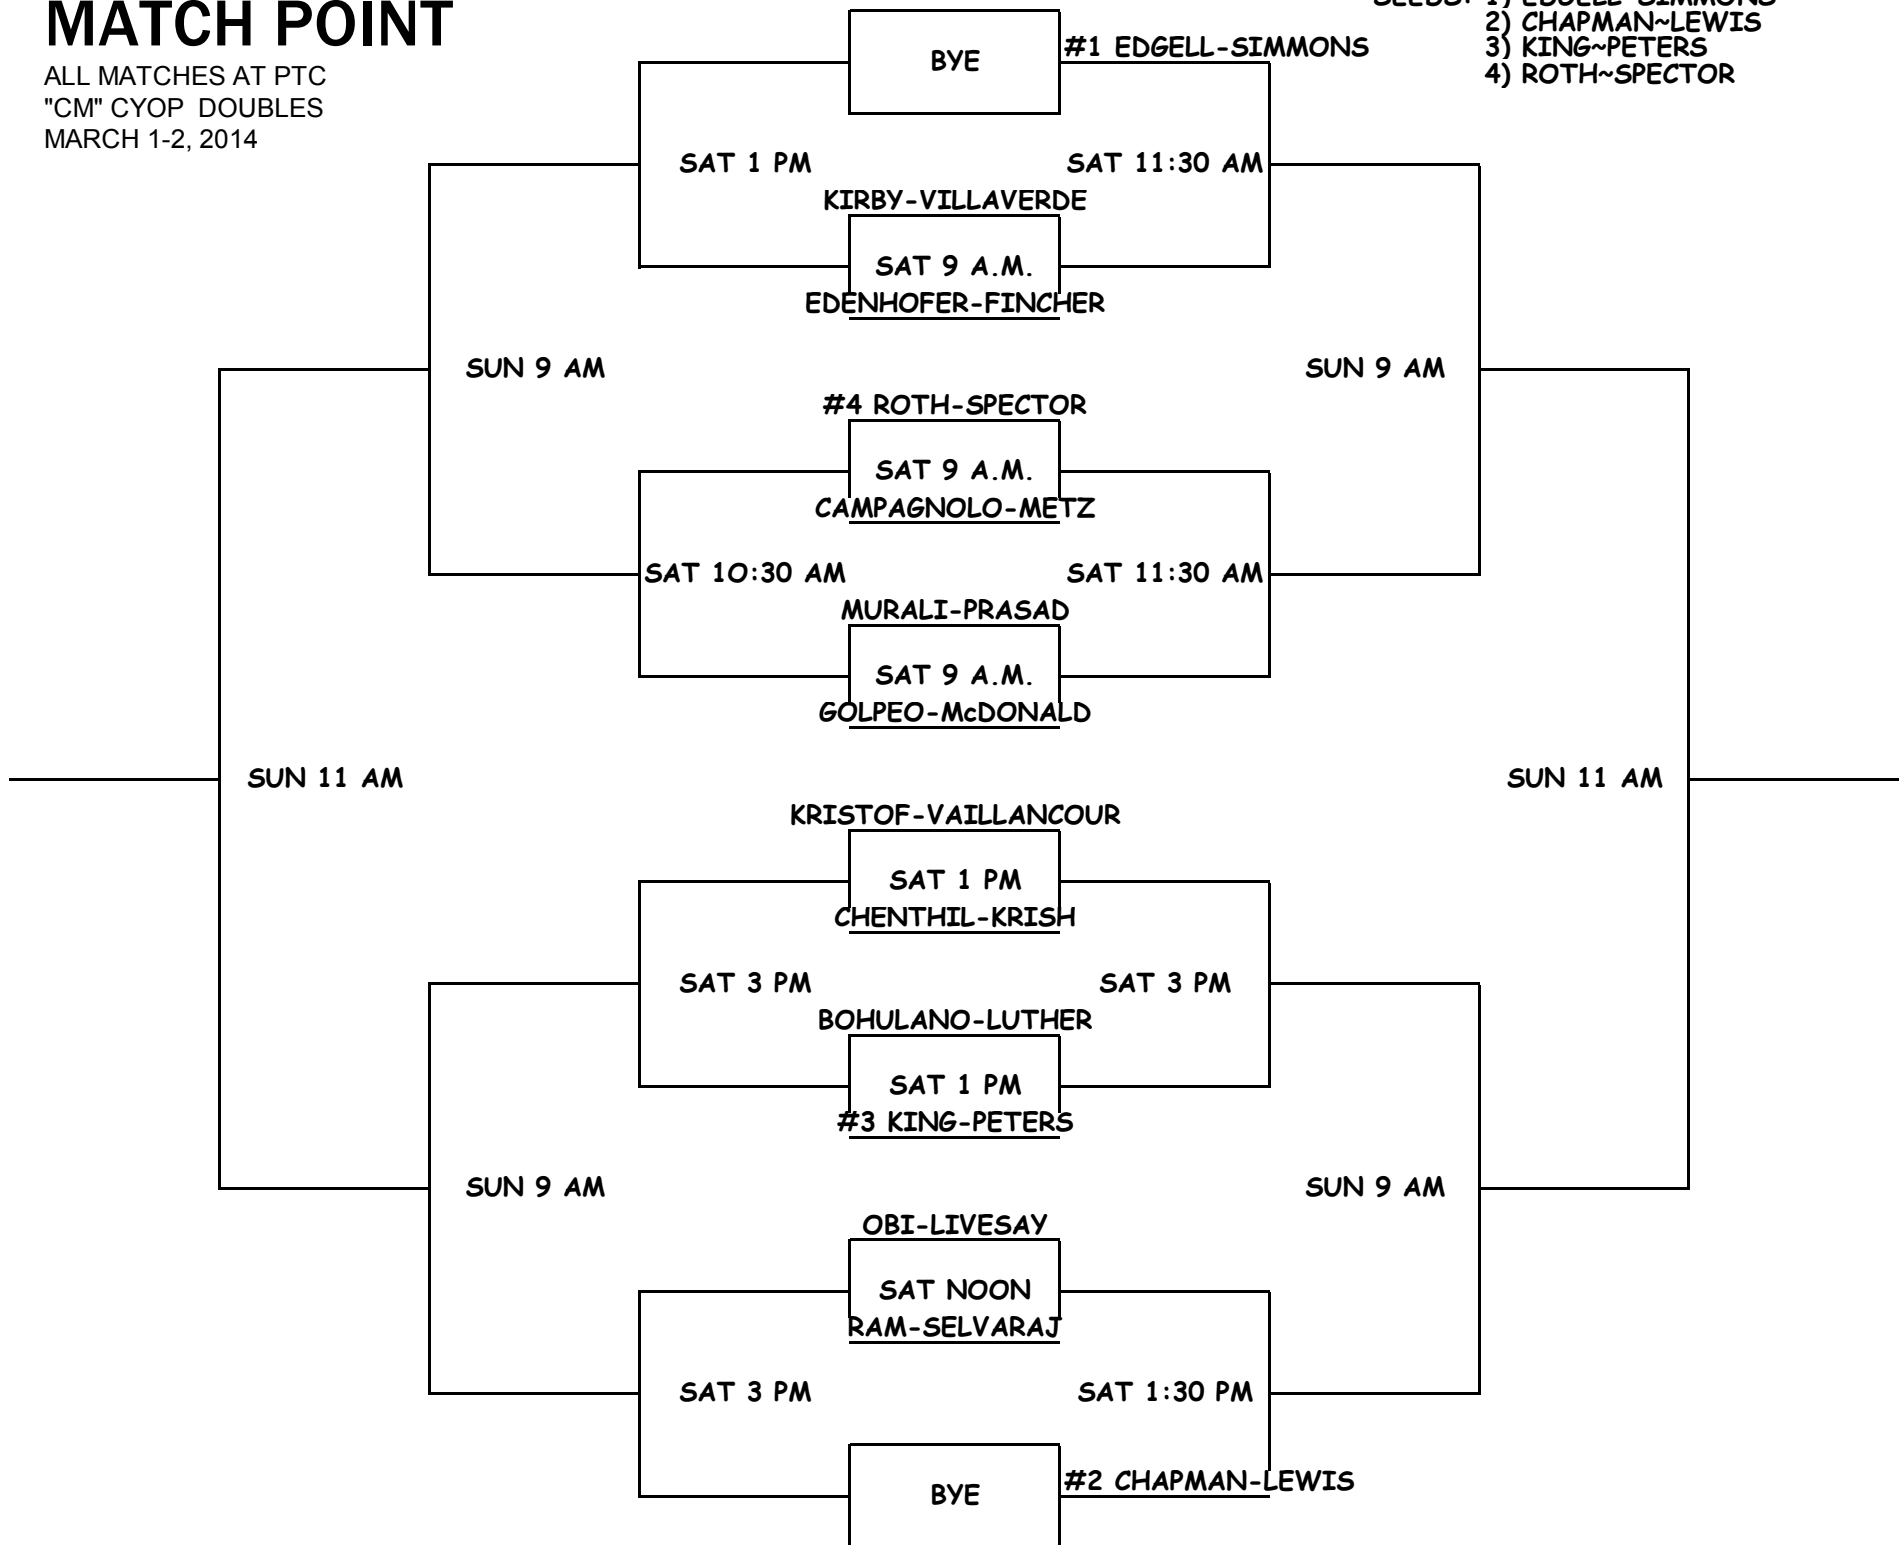 MATCH POINT
ALL MATCHES AT PTC
"CM" CYOP DOUBLES
MARCH 1-2, 2014
SEEDS: 1) EDGELL-SIMMONS
2) CHAPMAN~LEWIS
3) KING~PETERS
4) ROTH~SPECTOR
BYE
#1 EDGELL-SIMMONS
SAT 1 PM
SAT 11:30 AM
KIRBY-VILLAVERDE
SAT 9 A.M.
EDENHOFER-FINCHER
SUN 9 AM
SUN 9 AM
#4 ROTH-SPECTOR
SAT 9 A.M.
CAMPAGNOLO-METZ
SAT 10:30 AM
SAT 11:30 AM
MURALI-PRASAD
SAT 9 A.M.
GOLPEO-McDONALD
SUN 11 AM
SUN 11 AM
KRISTOF-VAILLANCOUR
SAT 1 PM
CHENTHIL-KRISH
SAT 3 PM
SAT 3 PM
BOHULANO-LUTHER
SAT 1 PM
#3 KING-PETERS
SUN 9 AM
SUN 9 AM
OBI-LIVESAY
SAT NOON
RAM-SELVARAJ
SAT 3 PM
SAT 1:30 PM
BYE
#2 CHAPMAN-LEWIS